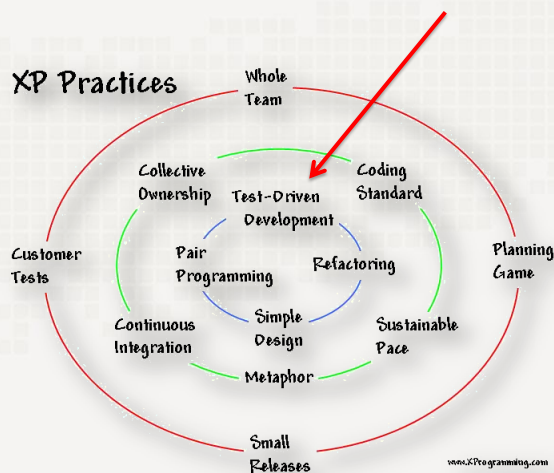 XP Practices
Whole
Team
Collective
Ownership
Coding
Standard
Test-Driven
Development
Customer
Tests
Pair
Programming
Refactoring
Planning
Game
Continuous
Integration
Simple
Design
Sustainable
Pace
Metaphor
Small
Releases
www.XProgramming.com